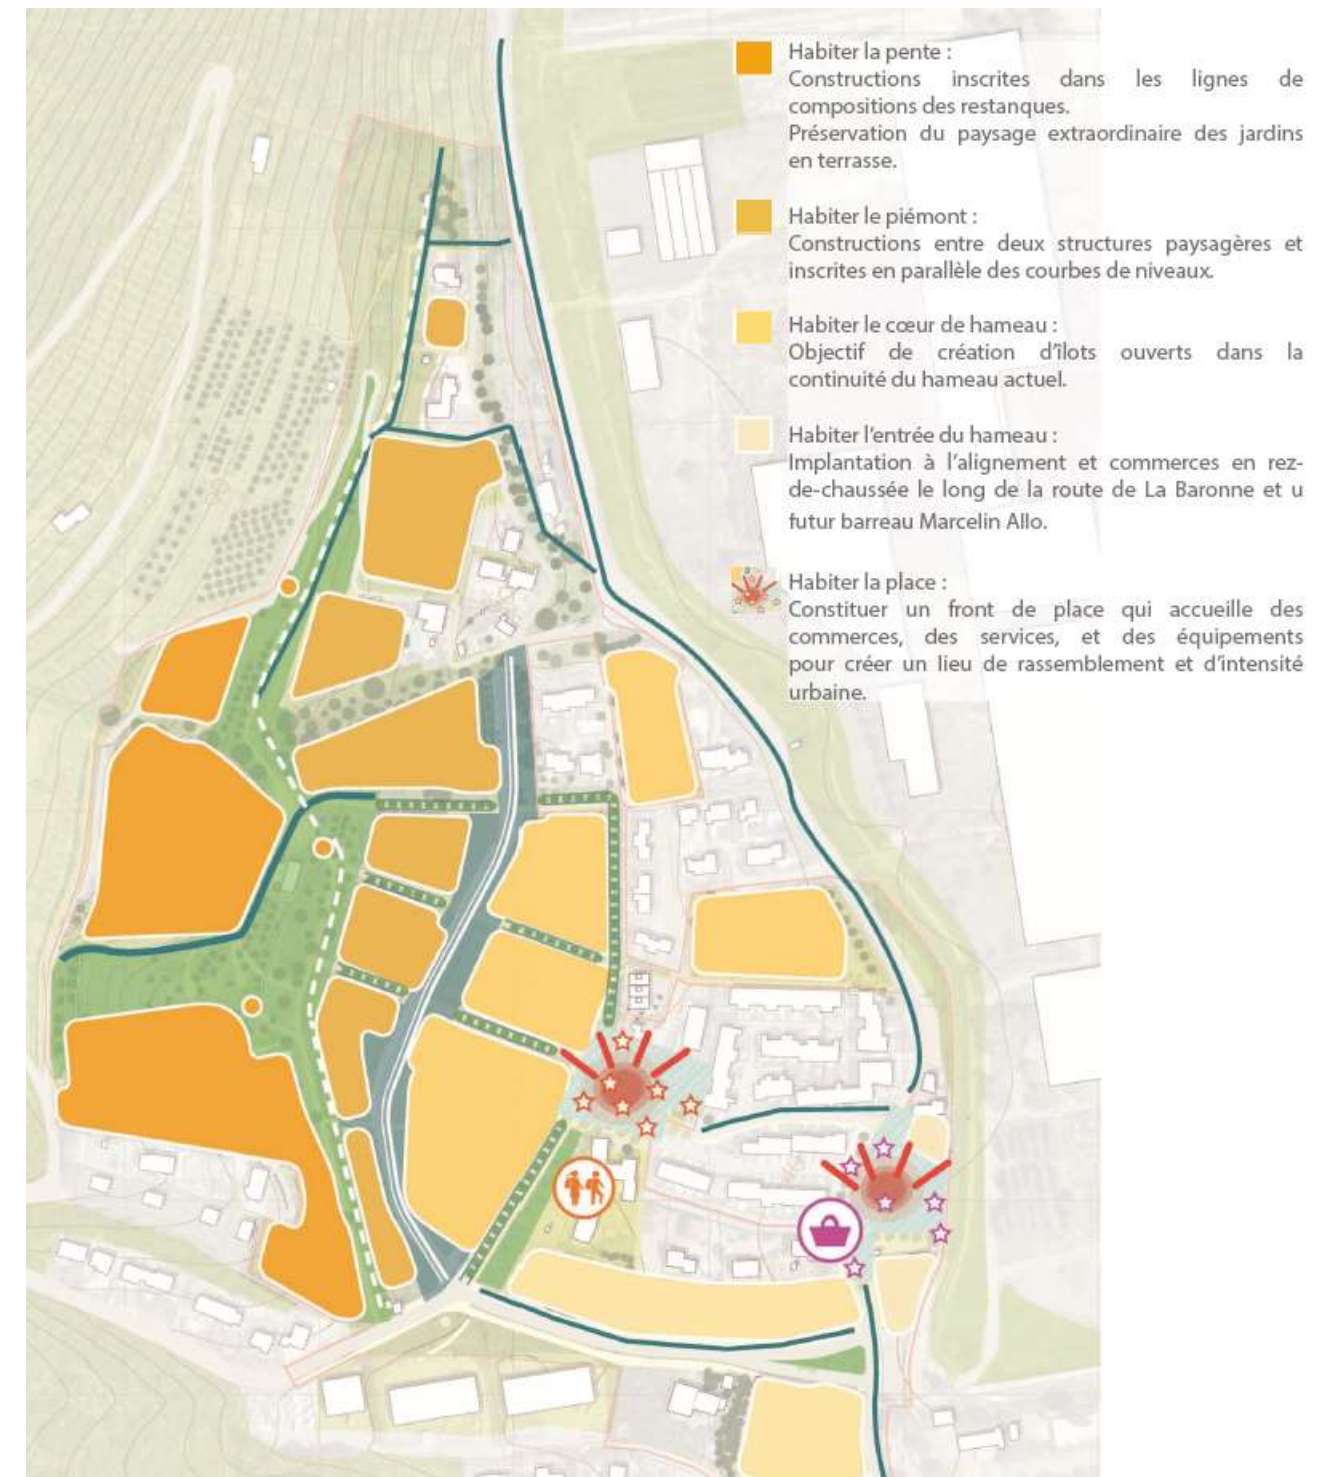 Habiter la pente :
Constructions inscrites dans les lignes de
compositions des restanques.
Préservation du paysage extraordinaire des jardins
en terrasse.
Habiter le piémont :
Constructions entre deux structures paysagères et
inscrites en parallèle des courbes de niveaux.
Habiter le cœur de hameau :
Objectif de création d'îlots ouverts dans la
continuité du hameau actuel.
Habiter l'entrée du hameau :
Implantation à l'alignement et commerces en rez-
de-chaussée le long de la route de La Baronne et u
futur barreau Marcelin Allo.
Habiter la place :
Constituer un front de place qui accueille des
commerces, des services, et des équipements
pour créer un lieu de rassemblement et d'intensité
urbaine.